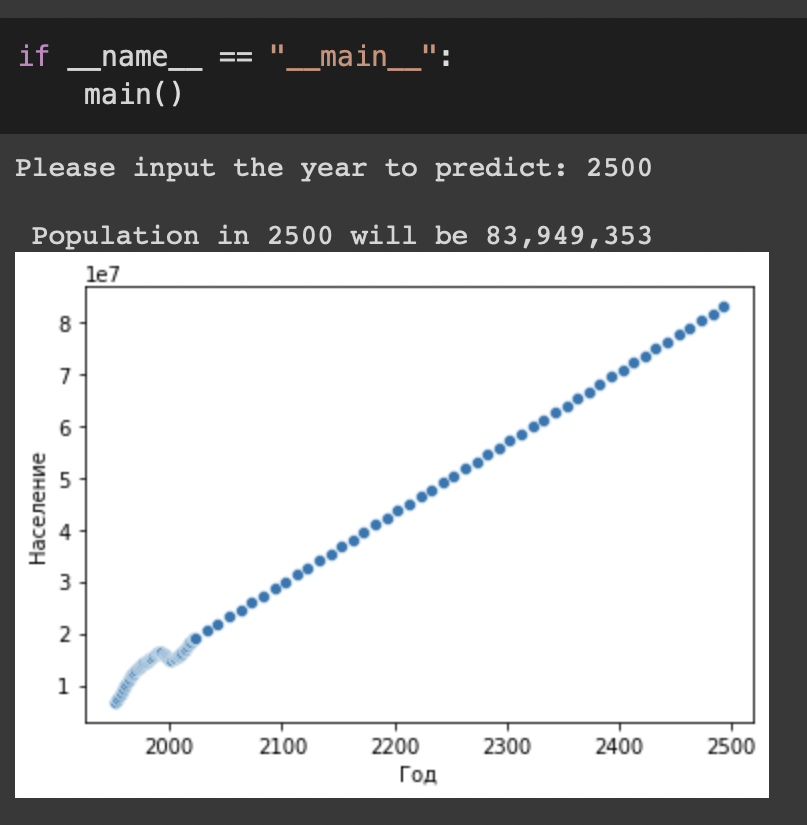 if __name__ == "__main__":
main()
Please input the year to predict: 2500
Population in 2500 will be 83,949,353
1e7
8
7
6
5
4
3
2
1
Население
2000 2100 2200 2300 2400 2500
Год